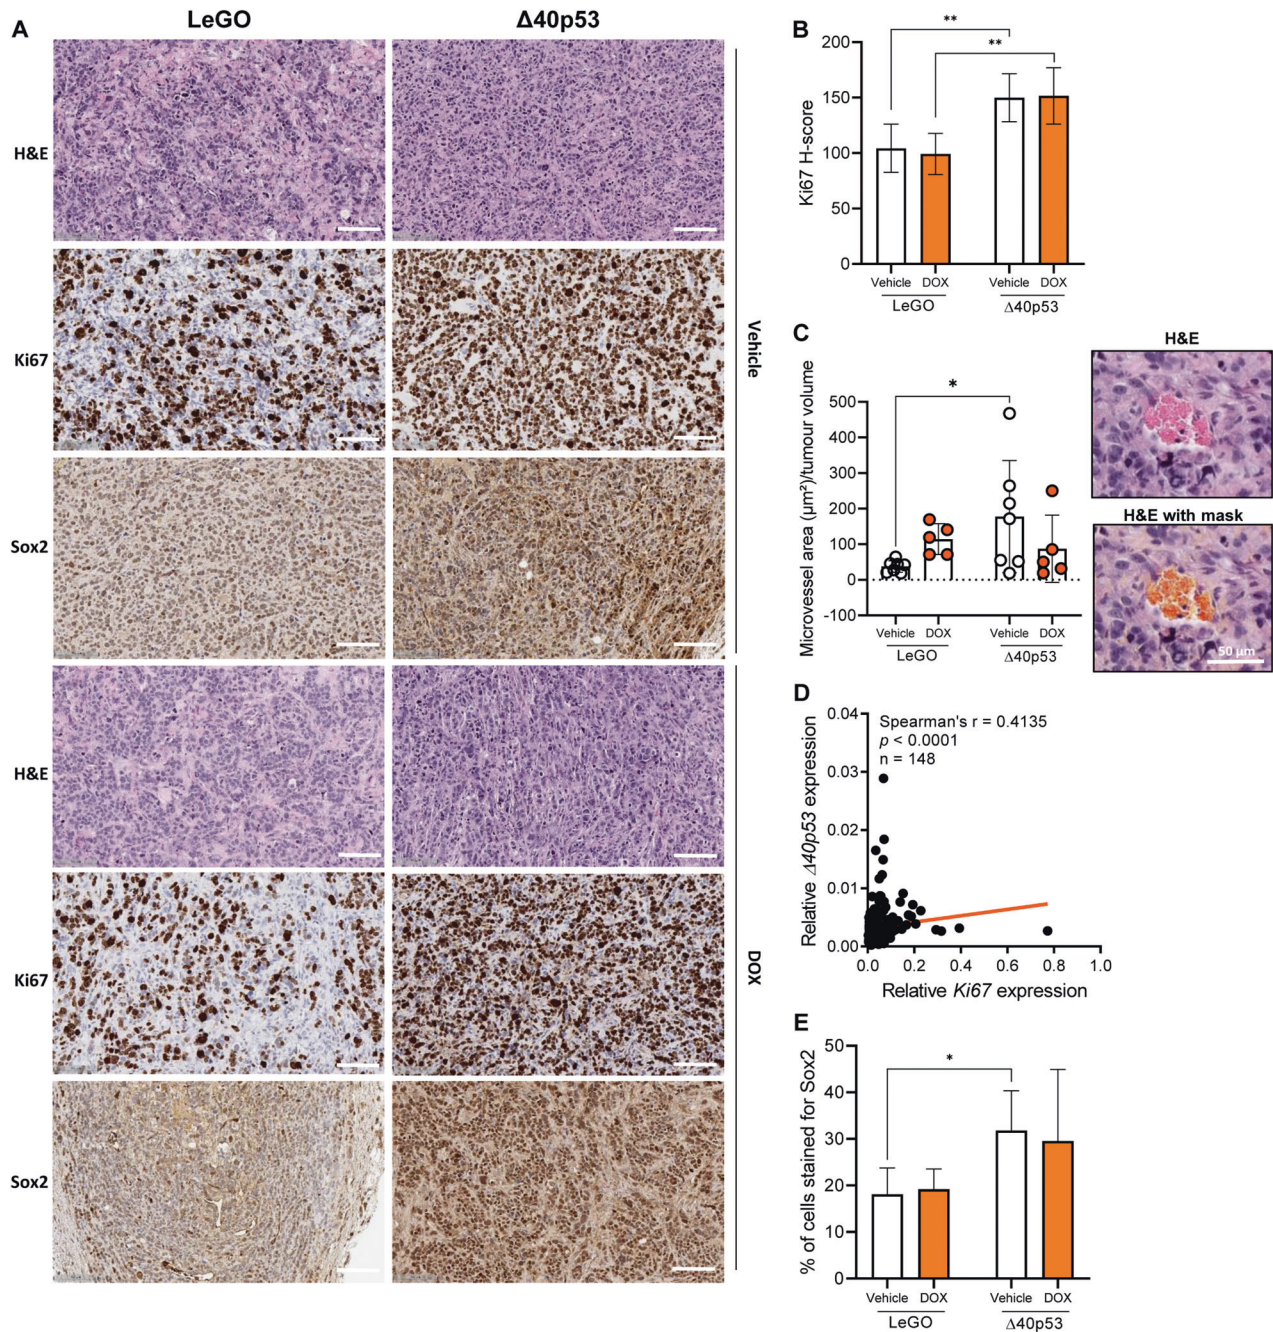 A
LeGO
Δ40p53
H&E
Ki67
Sox2
Vehicle
H&E
Ki67
Sox2
DOX
B
Ki67 H-score
200
150
100
50
0
**
**
Vehicle DOX Vehicle DOX
LeGO Δ40p53
C
Microvessel area (µm²)/tumour volume
500
400
300
200
100
0
-100
*
Vehicle DOX Vehicle DOX
LeGO Δ40p53
H&E
H&E with mask
50 µm
D
Spearman's r = 0.4135
p < 0.0001
n = 148
Relative Δ40p53 expression
0.04
0.03
0.02
0.01
0.00
0.0 0.2 0.4 0.6 0.8 1.0
Relative Ki67 expression
E
% of cells stained for Sox2
50
40
30
20
10
0
*
Vehicle DOX Vehicle DOX
LeGO Δ40p53